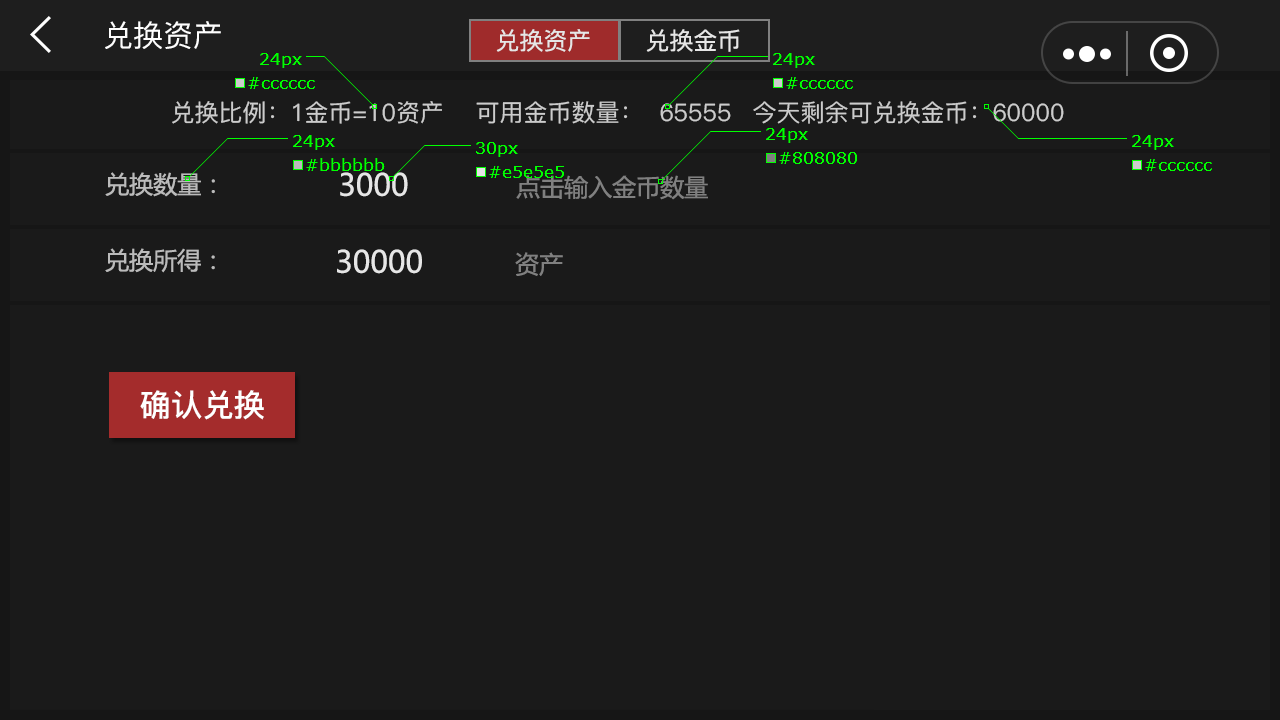 兑换资产
兑换资产 兑换金币
24px
#cccccc
24px
#cccccc
兑换比例：1金币=10资产 可用金币数量： 65555 今天剩余可兑换金币：60000
24px
#bbbbbb
30px
#e5e5e5
24px
#808080
24px
#cccccc
兑换数量： 3000 点击输入金币数量
兑换所得： 30000 资产
确认兑换